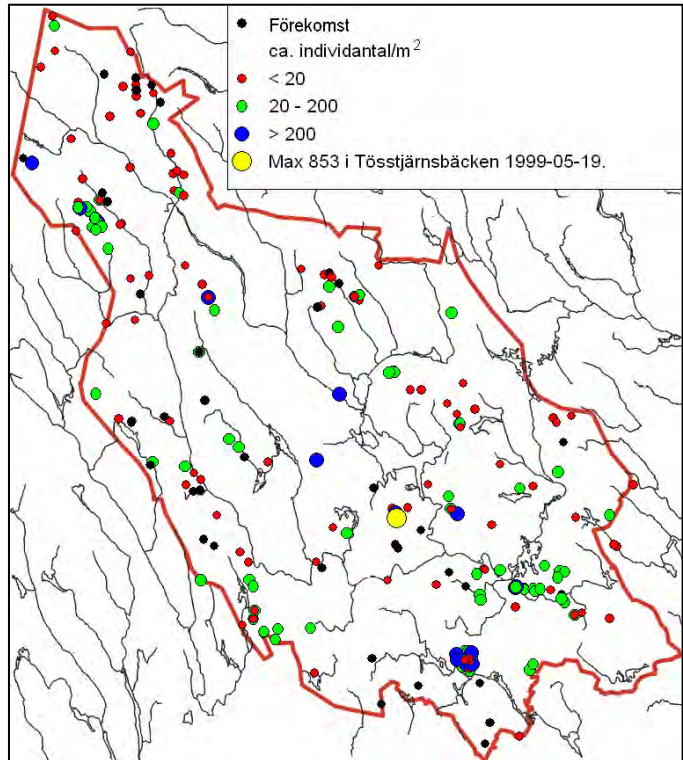 Förekomst
ca. individantal/m²
< 20
20 - 200
> 200
Max 853 i Tösstjärnsbäcken 1999-05-19.